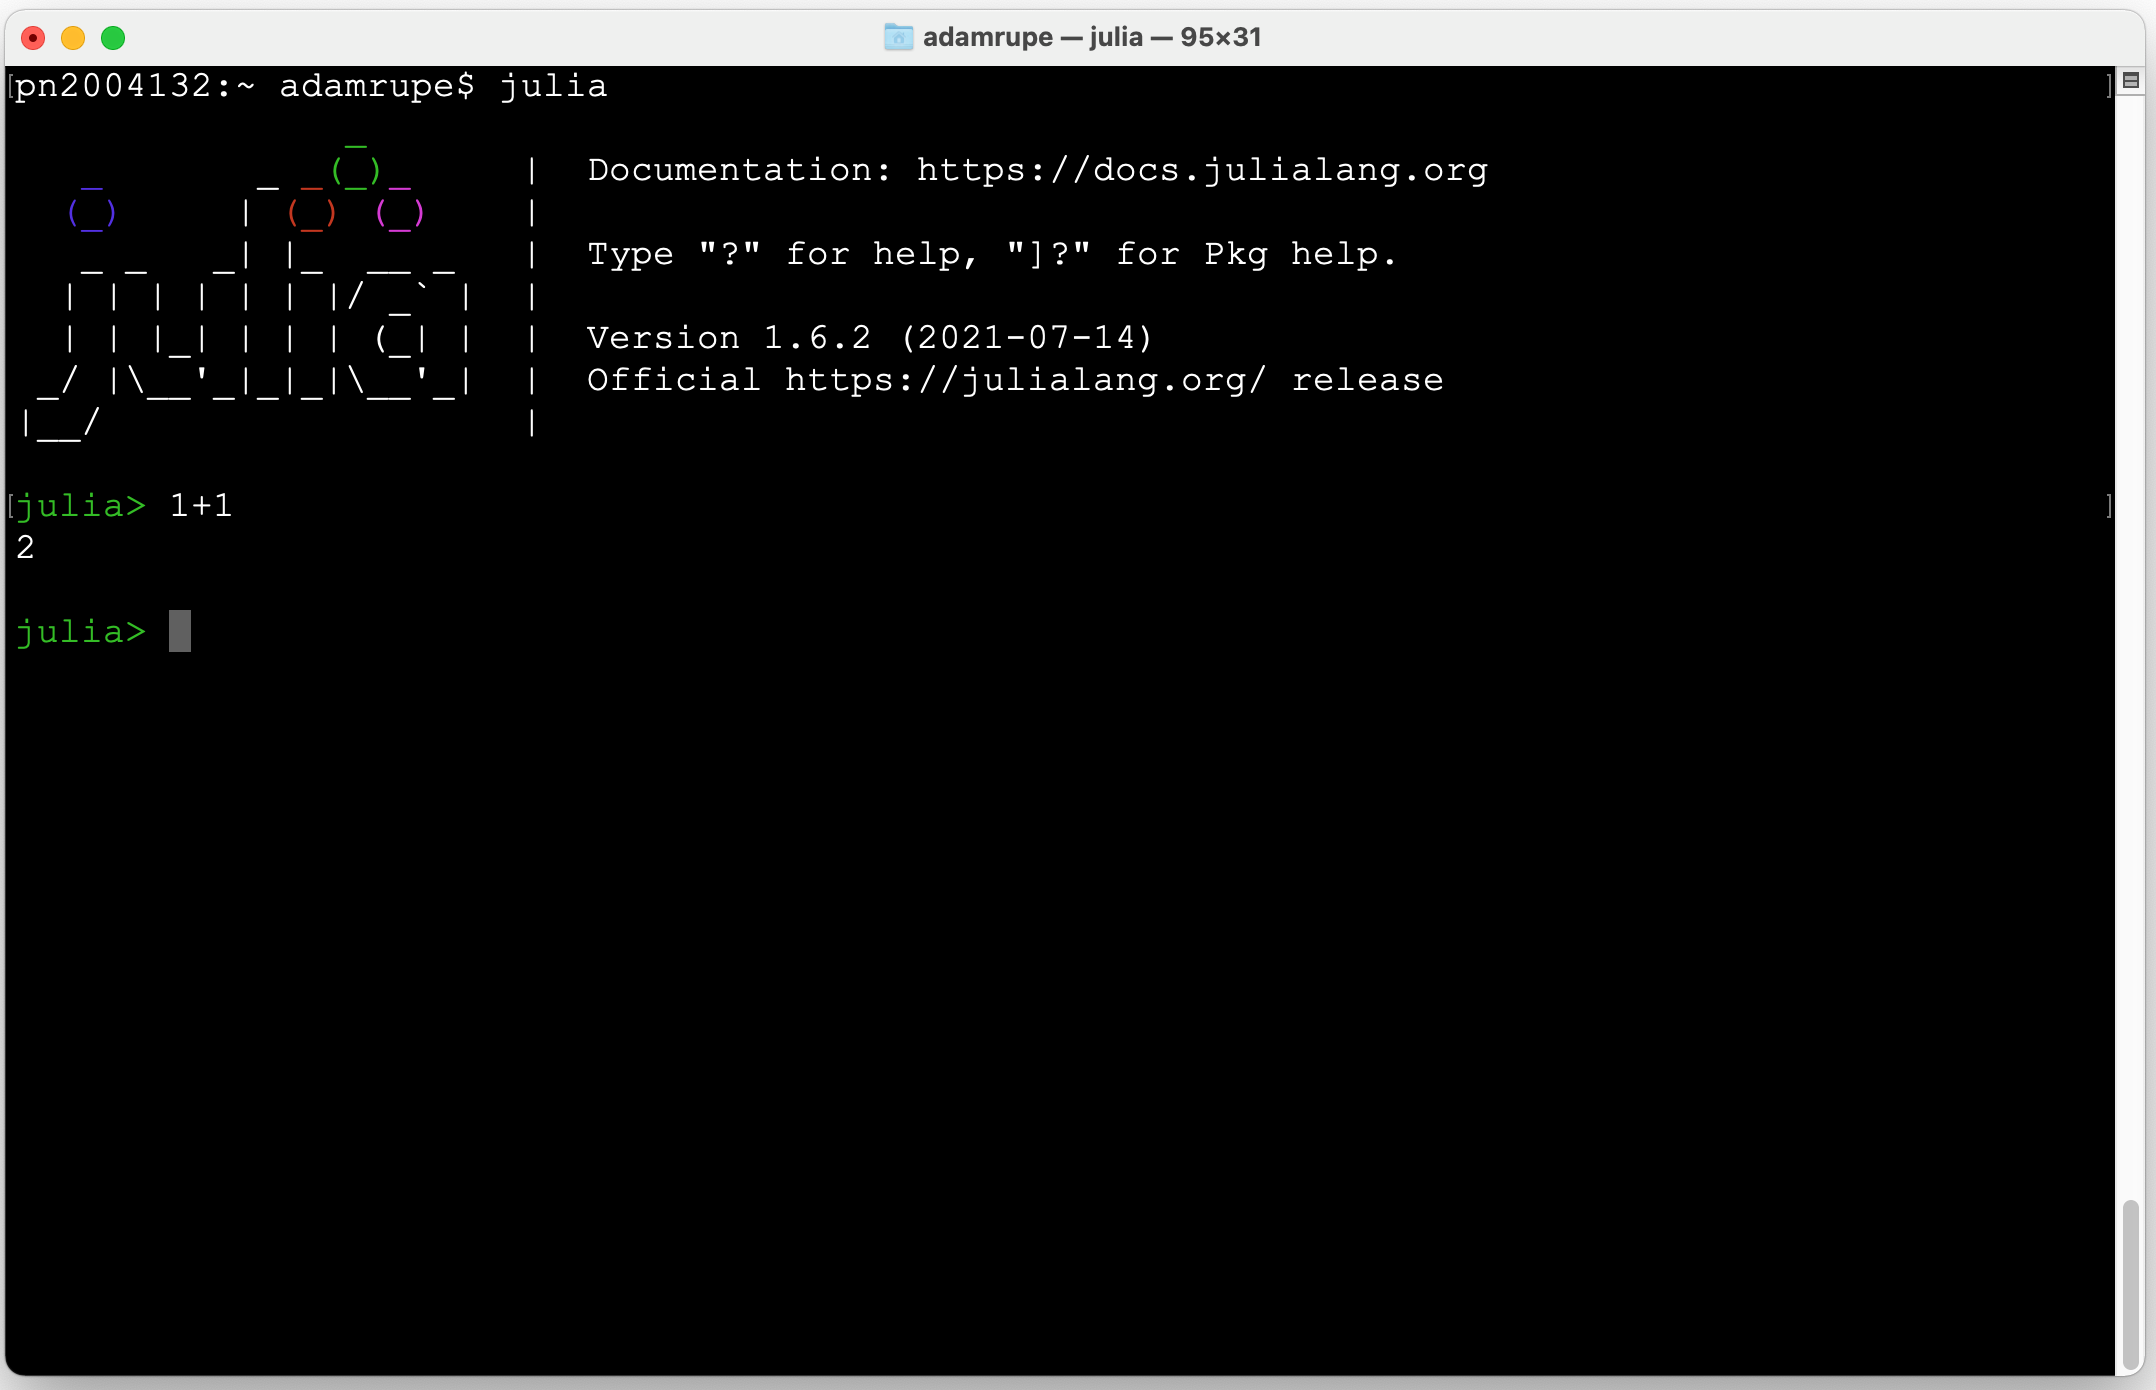 adamrupe — julia — 95×31
pn2004132:~ adamrupe$ julia
               _
   _       _ _(_)_     |  Documentation: https://docs.julialang.org
  (_)     | (_) (_)    |
   _ _   _| |_  __ _   |  Type "?" for help, "]?" for Pkg help.
  | | | | | | |/ _` |  |
  | | |_| | | | (_| |  |  Version 1.6.2 (2021-07-14)
 _/ |\__'_|_|_|\__'_|  |  Official https://julialang.org/ release
|__/                   |
julia> 1+1
2
julia>